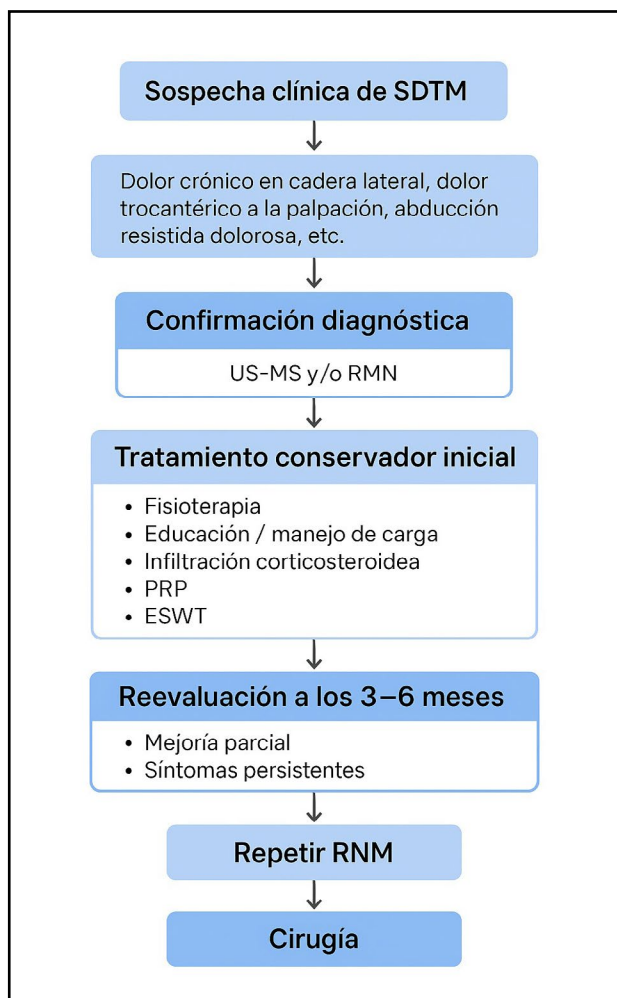 Sospecha clínica de SDTM
Dolor crónico en cadera lateral, dolor
trocantérico a la palpación, abducción
resistida dolorosa, etc.
Confirmación diagnóstica
US-MS y/o RMN
Tratamiento conservador inicial
• Fisioterapia
• Educación / manejo de carga
• Infiltración corticosteroidea
• PRP
• ESWT
Reevaluación a los 3–6 meses
• Mejoría parcial
• Síntomas persistentes
Repetir RNM
Cirugía